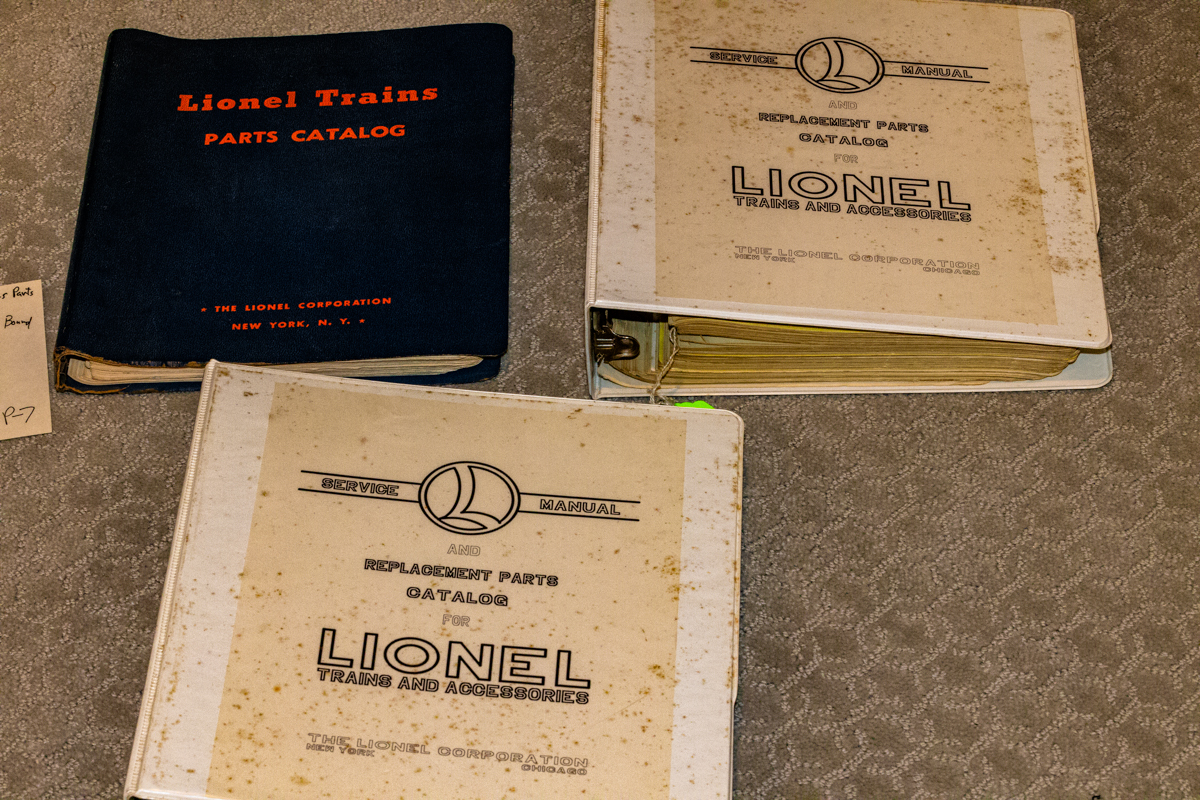 Lionel Trains
PARTS CATALOG
* THE LIONEL CORPORATION
NEW YORK, N. Y. *
SERVICE MANUAL
AND
REPLACEMENT PARTS
CATALOG
FOR
LIONEL
TRAINS AND ACCESSORIES
THE LIONEL CORPORATION
NEW YORK CHICAGO
Parts
Bound
P-7
SERVICE MANUAL
AND
REPLACEMENT PARTS
CATALOG
FOR
LIONEL
TRAINS AND ACCESSORIES
THE LIONEL CORPORATION
NEW YORK CHICAGO